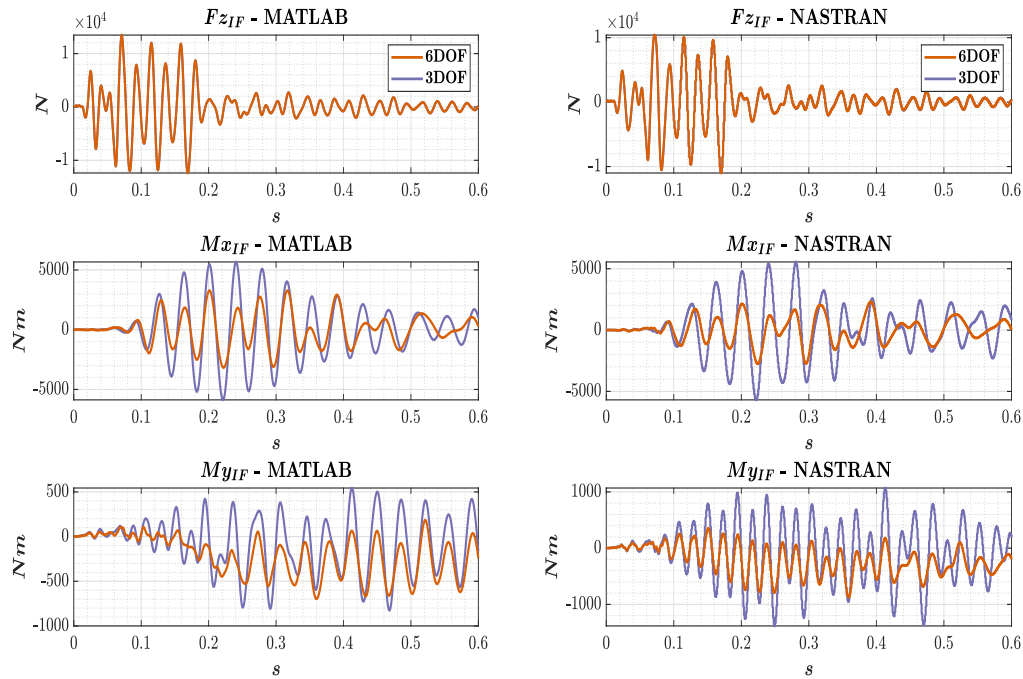 Fz_IF - MATLAB
×10^4
1
0
-1
N
6DOF
3DOF
0 0.1 0.2 0.3 0.4 0.5 0.6
s
Fz_IF - NASTRAN
×10^4
1
0
-1
N
6DOF
3DOF
0 0.1 0.2 0.3 0.4 0.5 0.6
s
Mx_IF - MATLAB
5000
0
-5000
Nm
0 0.1 0.2 0.3 0.4 0.5 0.6
s
Mx_IF - NASTRAN
5000
0
-5000
Nm
0 0.1 0.2 0.3 0.4 0.5 0.6
s
My_IF - MATLAB
500
0
-500
-1000
Nm
0 0.1 0.2 0.3 0.4 0.5 0.6
s
My_IF - NASTRAN
1000
0
-1000
Nm
0 0.1 0.2 0.3 0.4 0.5 0.6
s